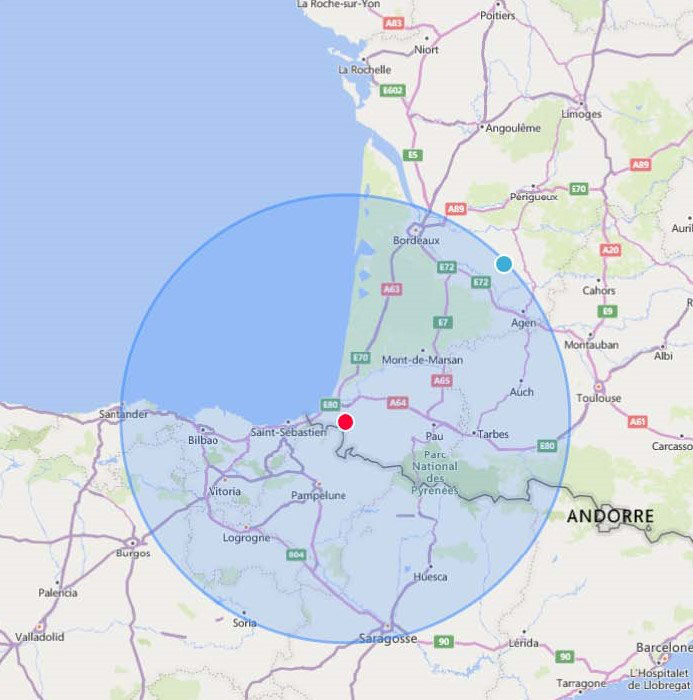 La Roche-sur-Yon
Poitiers
A83
Niort
La Rochelle
E602
Limoges
Angoulême
E5
A89
Périgueux
E70
A89
Bordeaux
A20
E72
E72
A63
Cahors
E9
E7
Agen
Montauban
Albi
E70
Mont-de-Marsan
A65
Auch
Toulouse
E80
A64
Santander
A61
Bilbao
Saint-Sébastien
Pau
Tarbes
E80
Carcasso
Parc
National
des
Pyrénées
Vitoria
Pampelune
ANDORRE
Logrogne
Burgos
804
Huesca
Palencia
Soria
Valladolid
Saragosse
90
Lérida
90
Barcelone
L'Hospitalet
de Llobregat
Tarragone